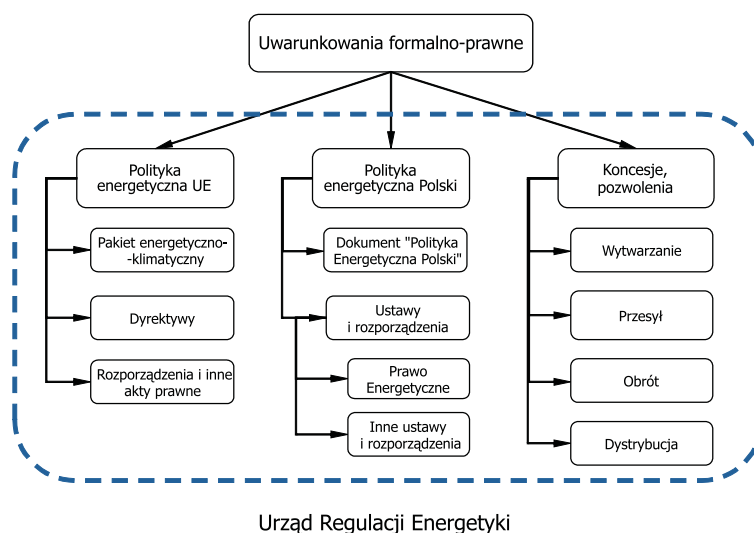 Uwarunkowania formalno-prawne
Polityka
energetyczna UE
Pakiet energetyczno-
-klimatyczny
Dyrektywy
Rozporządzenia i inne
akty prawne
Polityka
energetyczna Polski
Dokument "Polityka
Energetyczna Polski"
Ustawy
i rozporządzenia
Prawo
Energetyczne
Inne ustawy
i rozporządzenia
Koncesje,
pozwolenia
Wytwarzanie
Przesył
Obrót
Dystrybucja
Urząd Regulacji Energetyki